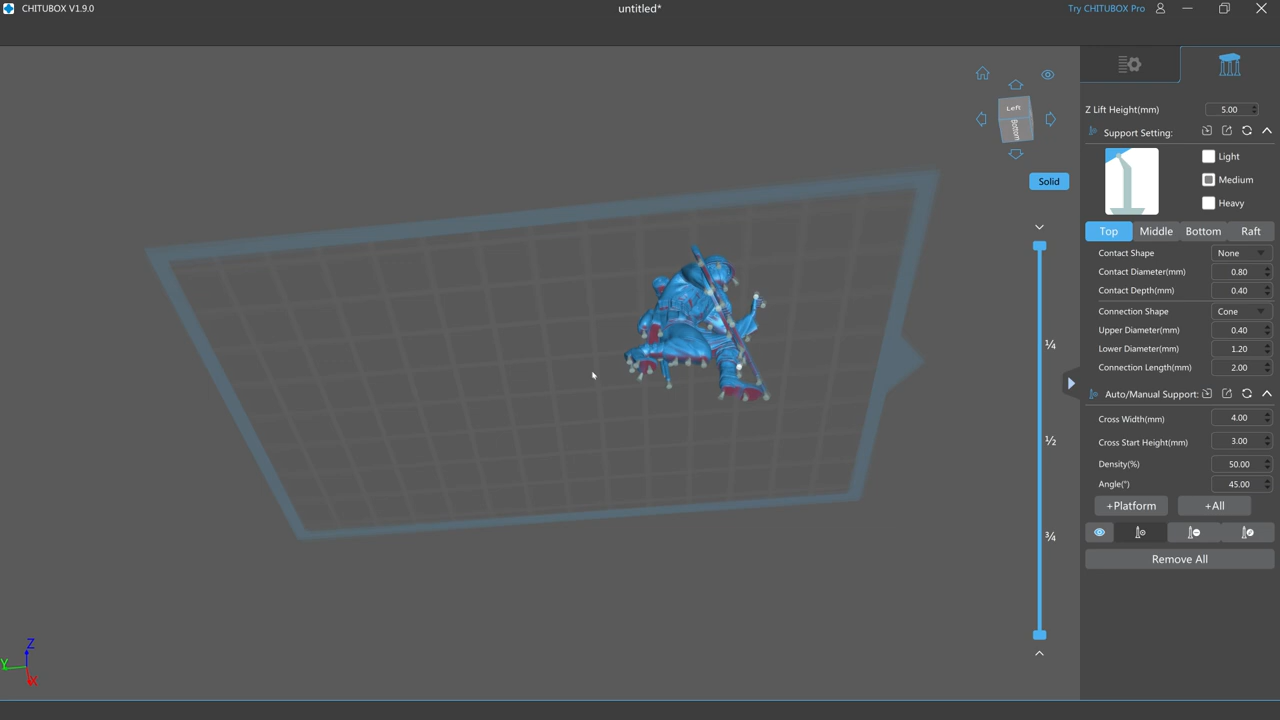 CHITUBOX V1.9.0
untitled*
Try CHITUBOX Pro
Left
Bottom
Solid
¼
½
¾
Z
Y
X
Z Lift Height(mm)
5.00
Support Setting:
Light
Medium
Heavy
Top
Middle
Bottom
Raft
Contact Shape
None
Contact Diameter(mm)
0.80
Contact Depth(mm)
0.40
Connection Shape
Cone
Upper Diameter(mm)
0.40
Lower Diameter(mm)
1.20
Connection Length(mm)
2.00
Auto/Manual Support:
Cross Width(mm)
4.00
Cross Start Height(mm)
3.00
Density(%)
50.00
Angle(°)
45.00
+Platform
+All
Remove All